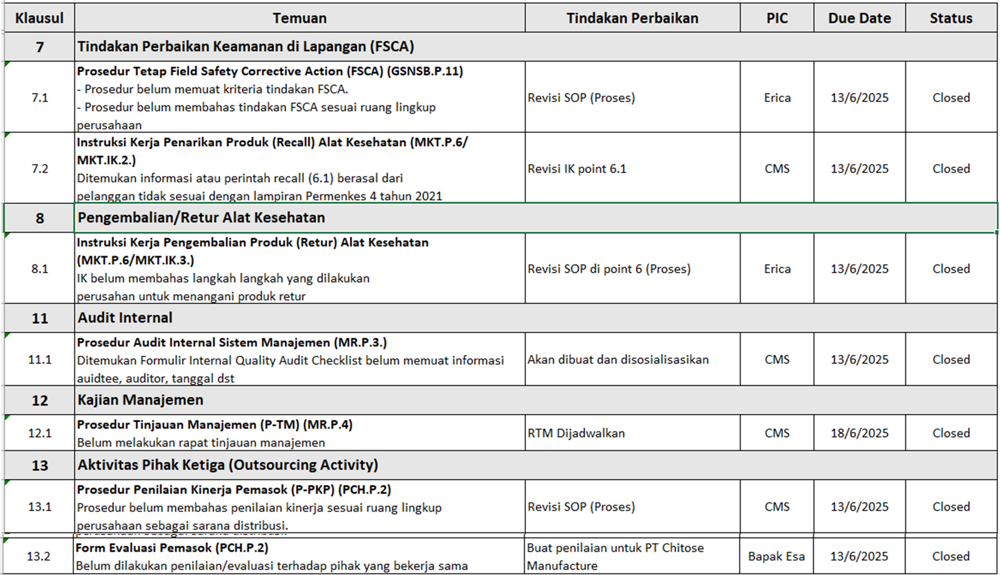 Klausul Temuan Tindakan Perbaikan PIC Due Date Status
7 Tindakan Perbaikan Keamanan di Lapangan (FSCA)
Prosedur Tetap Field Safety Corrective Action (FSCA) (GSNSB.P.11)
- Prosedur belum memuat kriteria tindakan FSCA.
7.1 Revisi SOP (Proses) Erica 13/6/2025 Closed
- Prosedur belum membahas tindakan FSCA sesuai ruang lingkup
perusahaan
Instruksi Kerja Penarikan Produk (Recall) Alat Kesehatan (MKT.P.6/
MKT.IK.2.)
7.2 Revisi IK point 6.1 CMS 13/6/2025 Closed
Ditemukan informasi atau perintah recall (6.1) berasal dari
pelanggan tidak sesuai dengan lampiran Permenkes 4 tahun 2021
8 Pengembalian/Retur Alat Kesehatan
Instruksi Kerja Pengembalian Produk (Retur) Alat Kesehatan
(MKT.P.6/MKT.IK.3.)
8.1 Revisi SOP di point 6 (Proses) Erica 13/6/2025 Closed
IK belum membahas langkah langkah yang dilakukan
perusahan untuk menangani produk retur
11 Audit Internal
Prosedur Audit Internal Sistem Manajemen (MR.P.3.)
11.1 Ditemukan Formulir Internal Quality Audit Checklist belum memuat informasi Akan dibuat dan disosialisasikan CMS 13/6/2025 Closed
auidtee, auditor, tanggal dst
12 Kajian Manajemen
Prosedur Tinjauan Manajemen (P-TM) (MR.P.4)
12.1 RTM Dijadwalkan CMS 18/6/2025 Closed
Belum melakukan rapat tinjauan manajemen
13 Aktivitas Pihak Ketiga (Outsourcing Activity)
Prosedur Penilaian Kinerja Pemasok (P-PKP) (PCH.P.2)
13.1 Prosedur belum membahas penilaian kinerja sesuai ruang lingkup Revisi SOP (Proses) CMS 13/6/2025 Closed
perusahaan sebagai sarana distribusi.
Form Evaluasi Pemasok (PCH.P.2) Buat penilaian untuk PT Chitose
13.2 Bapak Esa 13/6/2025 Closed
Belum dilakukan penilaian/evaluasi terhadap pihak yang bekerja sama Manufacture